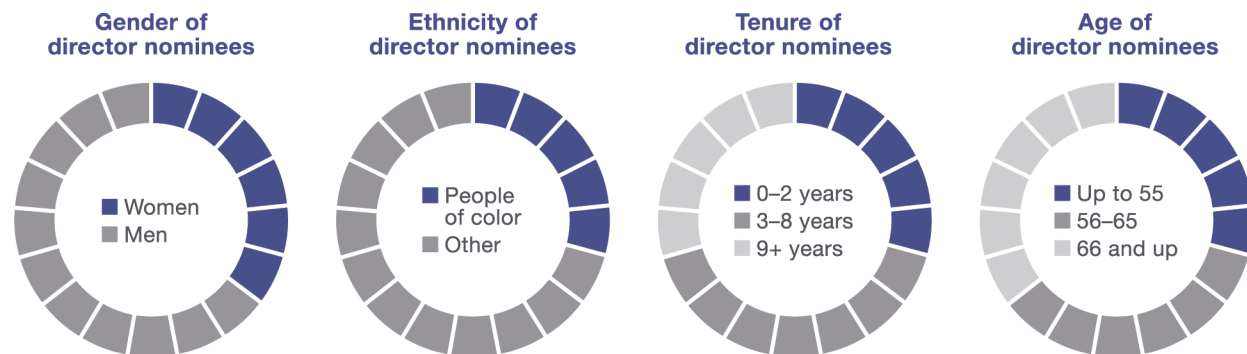 Gender of
director nominees
Women
Men
Ethnicity of
director nominees
People
of color
Other
Tenure of
director nominees
0–2 years
3–8 years
9+ years
Age of
director nominees
Up to 55
56–65
66 and up